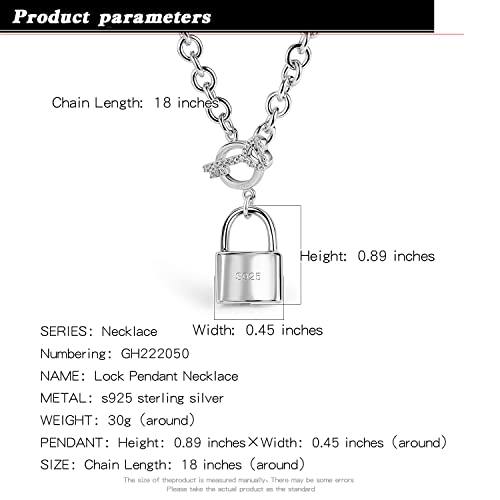 Product parameters
Chain Length: 18 inches
S925
Height: 0.89 inches
Width: 0.45 inches
SERIES: Necklace
Numbering: GH222050
NAME: Lock Pendant Necklace
METAL: s925 sterling silver
WEIGHT: 30g (around)
PENDANT: Height: 0.89 inches×Width: 0.45 inches (around)
SIZE: Chain Length: 18 inches (around)
The size of theproduct is measured manually. There may be some errors
Please take the actual product as the standard